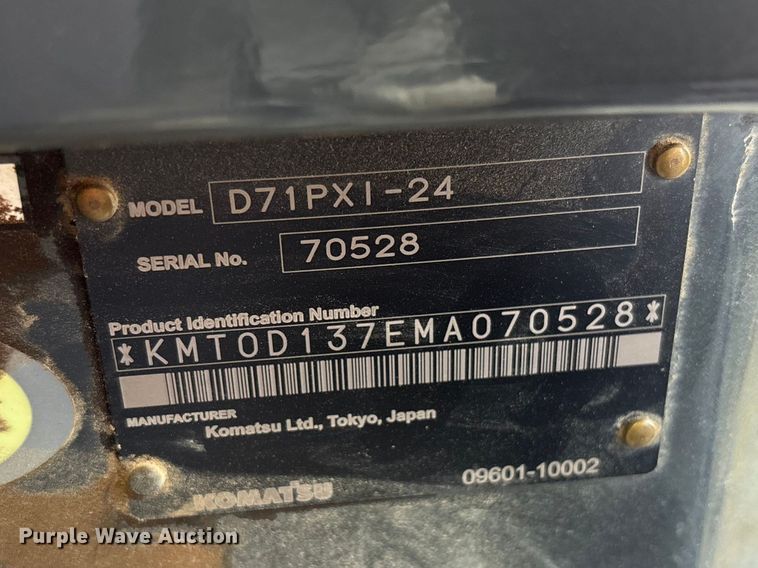 MODEL D71PXI-24
SERIAL No. 70528
Product Identification Number
*KMT0D137EMA070528*
MANUFACTURER
Komatsu Ltd., Tokyo, Japan
09601-10002
KOMATSU
Purple Wave Auction